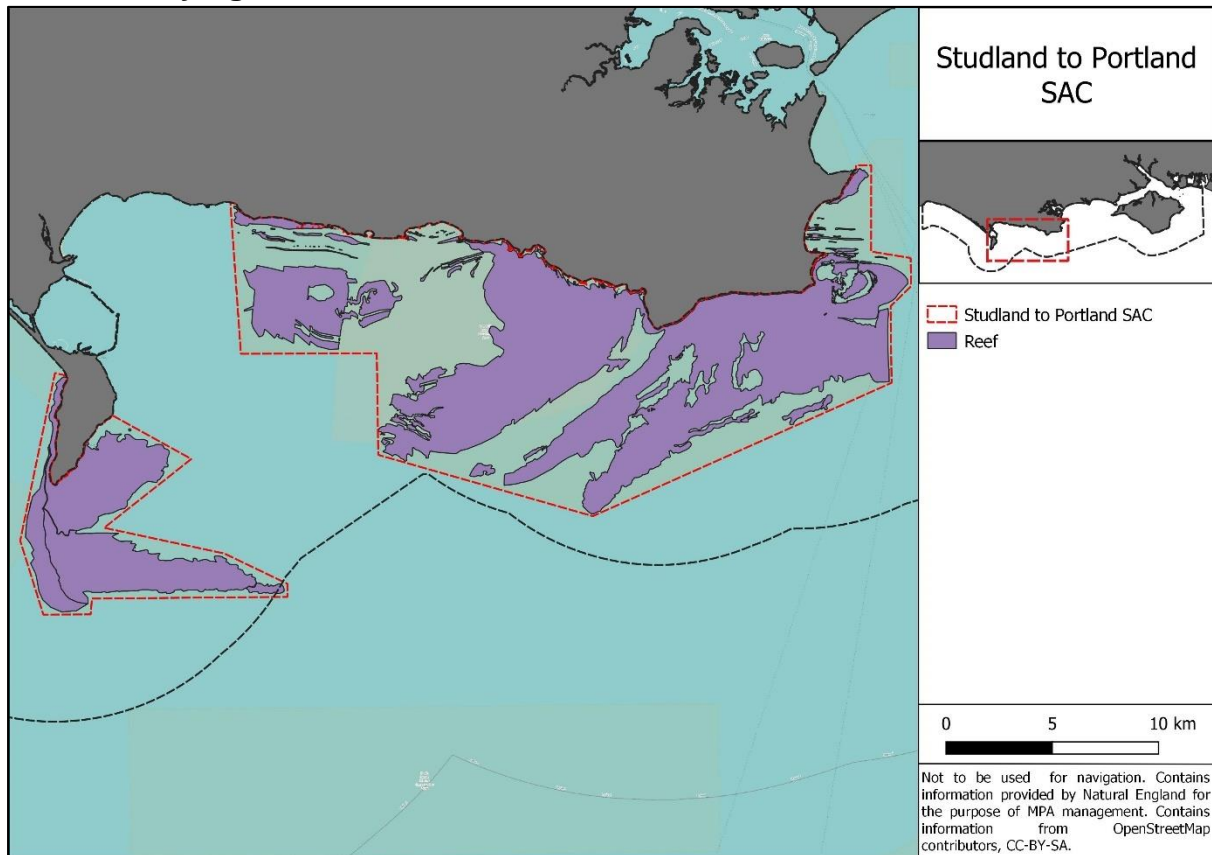 Studland to Portland
SAC
Studland to Portland SAC
Reef
0 5 10 km
Not to be used for navigation. Contains
information provided by Natural England for
the purpose of MPA management. Contains
information from OpenStreetMap
contributors, CC-BY-SA.